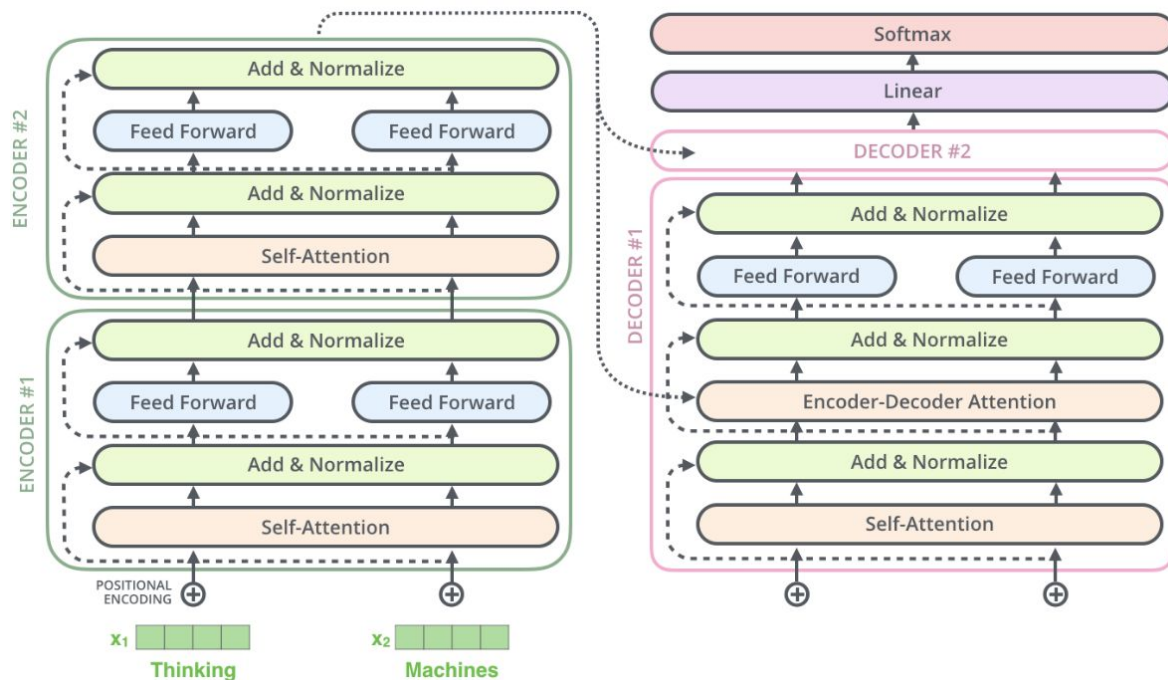 ENCODER #2
Add & Normalize
Feed Forward Feed Forward
Add & Normalize
Self-Attention
ENCODER #1
Add & Normalize
Feed Forward Feed Forward
Add & Normalize
Self-Attention
POSITIONAL
ENCODING
x₁ x₂
Thinking Machines
Softmax
Linear
DECODER #2
DECODER #1
Add & Normalize
Feed Forward Feed Forward
Add & Normalize
Encoder-Decoder Attention
Add & Normalize
Self-Attention